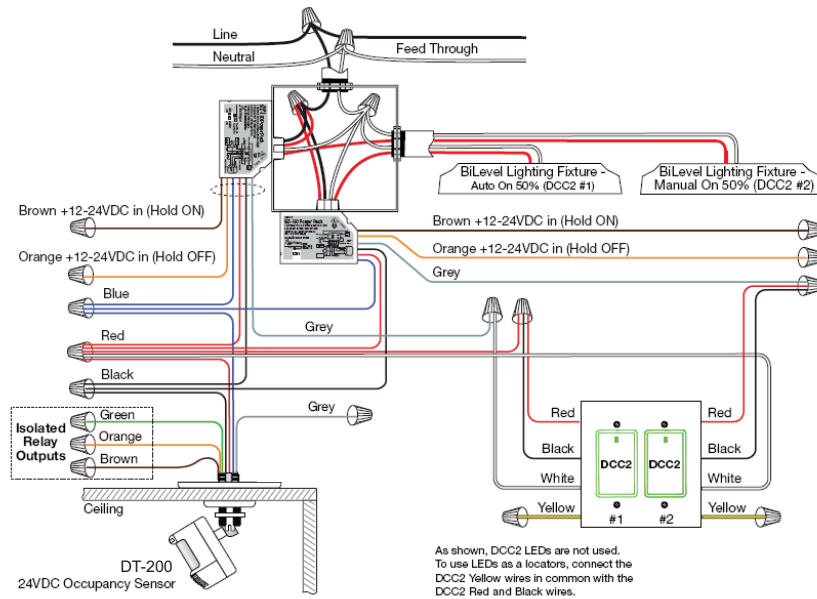 Line
Neutral
Feed Through
BiLevel Lighting Fixture -
Auto On 50% (DCC2 #1)
BiLevel Lighting Fixture -
Manual On 50% (DCC2 #2)
Brown +12-24VDC in (Hold ON)
Orange +12-24VDC in (Hold OFF)
Blue
Red
Black
Brown +12-24VDC in (Hold ON)
Orange +12-24VDC in (Hold OFF)
Grey
Grey
Grey
Isolated
Relay
Outputs
Green
Orange
Brown
Ceiling
DT-200
24VDC Occupancy Sensor
Red
Black
White
Yellow
DCC2
DCC2
#1
#2
Red
Black
White
Yellow
As shown, DCC2 LEDs are not used.
To use LEDs as a locators, connect the
DCC2 Yellow wires in common with the
DCC2 Red and Black wires.